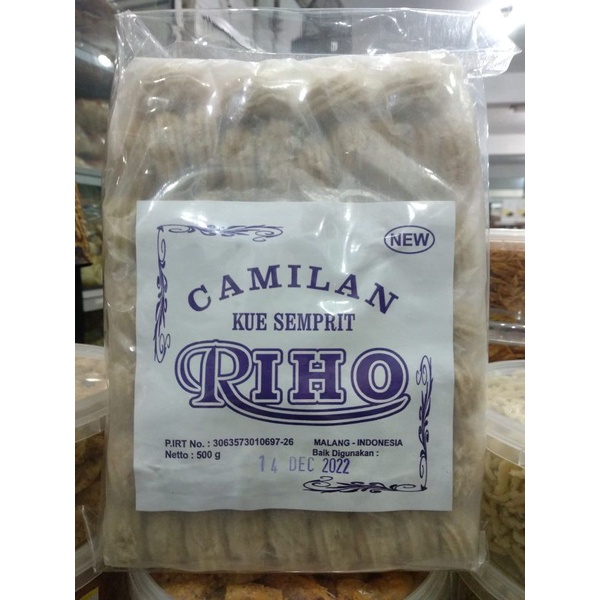 NEW
CAMILAN
KUE SEMPRIT
RIHO
P.IRT No. : 3063573010697-26 MALANG - INDONESIA
Netto : 500 g Baik Digunakan :
14 DEC 2022